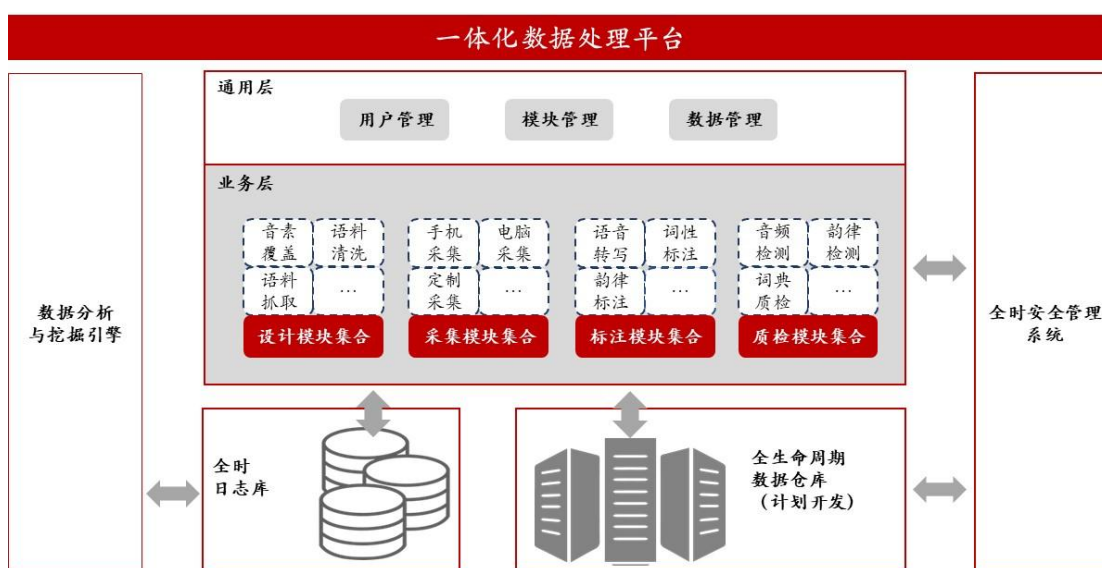 一体化数据处理平台
通用层
用户管理
模块管理
数据管理
业务层
音素
覆盖
语料
清洗
语料
抓取
...
设计模块集合
手机
采集
电脑
采集
定制
采集
...
采集模块集合
语音
转写
词性
标注
韵律
标注
...
标注模块集合
音频
检测
韵律
检测
词典
质检
...
质检模块集合
数据分析
与挖掘引擎
全时安全管理
系统
全时
日志库
全生命周期
数据仓库
（计划开发）